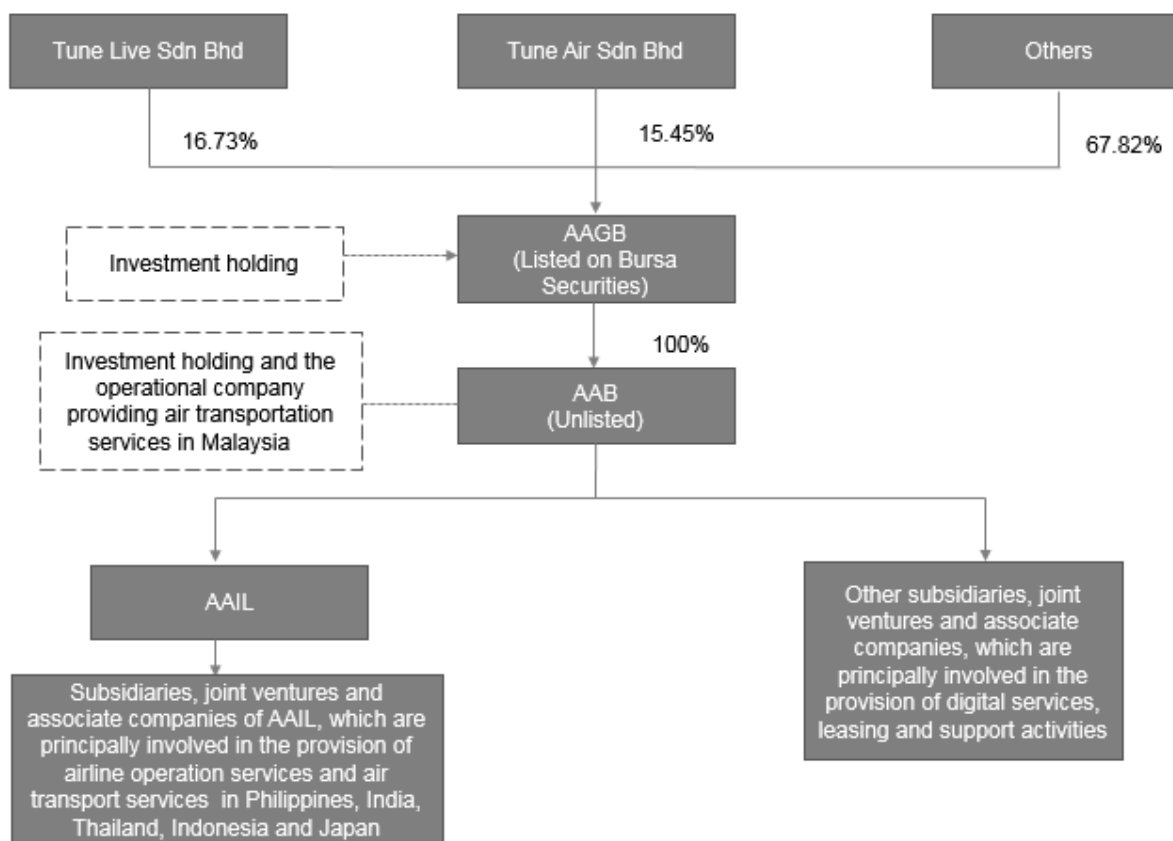 Tune Live Sdn Bhd
Tune Air Sdn Bhd
Others
16.73%
15.45%
67.82%
AAGB
(Listed on Bursa
Securities)
Investment holding
100%
Investment holding and the
operational company
providing air transportation
services in Malaysia
AAB
(Unlisted)
AAIL
Other subsidiaries, joint
ventures and associate
companies, which are
principally involved in the
provision of digital services,
leasing and support activities
Subsidiaries, joint ventures and
associate companies of AAIL, which are
principally involved in the provision of
airline operation services and air
transport services in Philippines, India,
Thailand, Indonesia and Japan